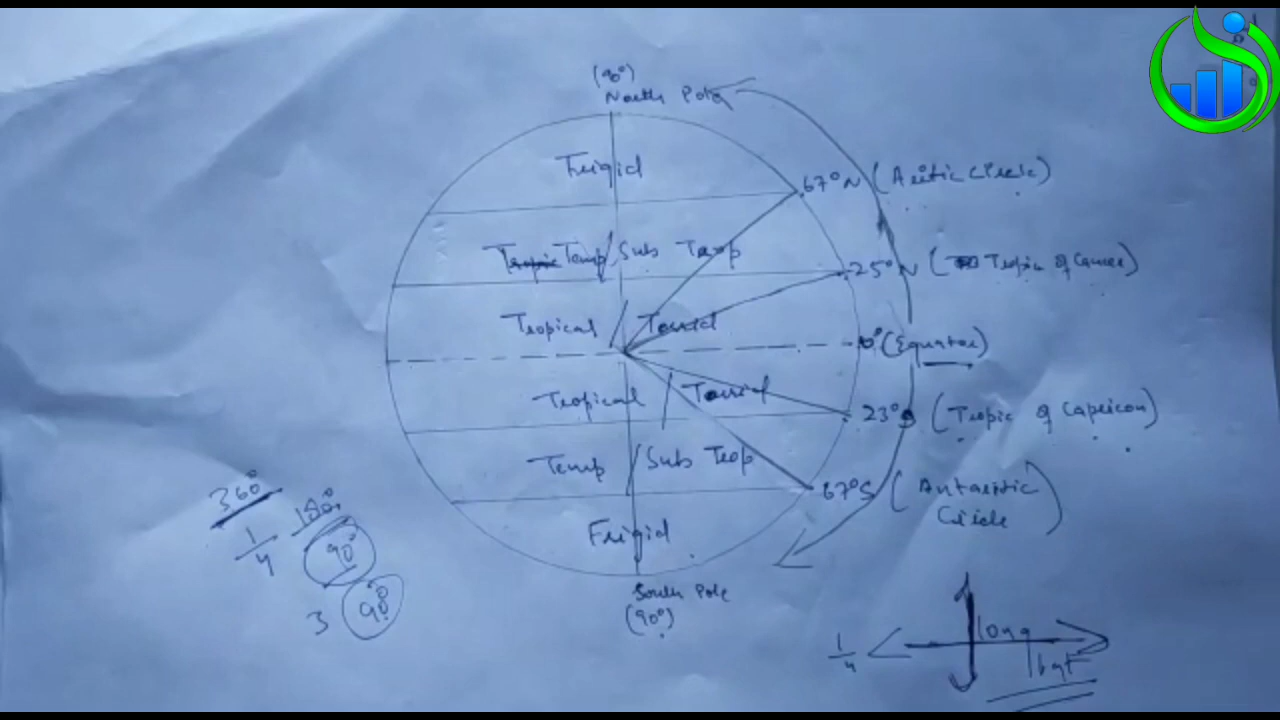 (90°)
North Pole
Frigid
67°N (Arctic Circle)
Tropic Temp / Sub Trop
25°N (Tropic of Cancer)
Tropical / Torrid
0° (Equator)
Tropical / Torrid
23°S (Tropic of Capricon)
Temp / Sub Trop
67°S (Antarctic
Circle)
Frigid
South Pole
(90°)
360°
1/4 180°
90°
3 90°
1/4
long